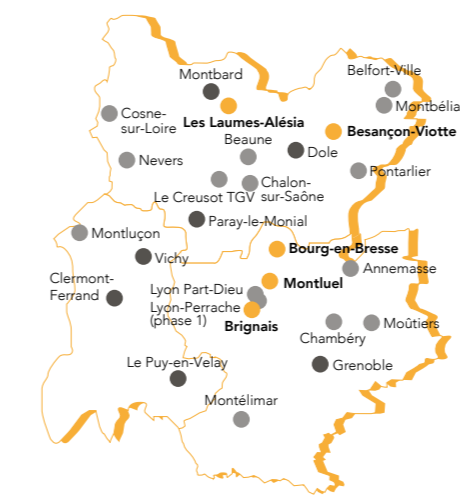 Montbard
Belfort-Ville
Montbélia
Cosne-
sur-Loire
Les Laumes-Alésia
Besançon-Viotte
Beaune
Dole
Nevers
Pontarlier
Le Creusot TGV
Chalon-
sur-Saône
Paray-le-Monial
Montluçon
Bourg-en-Bresse
Vichy
Annemasse
Clermont-
Ferrand
Montluel
Lyon Part-Dieu
Lyon-Perrache
(phase 1)
Brignais
Moûtiers
Chambéry
Le Puy-en-Velay
Grenoble
Montélimar